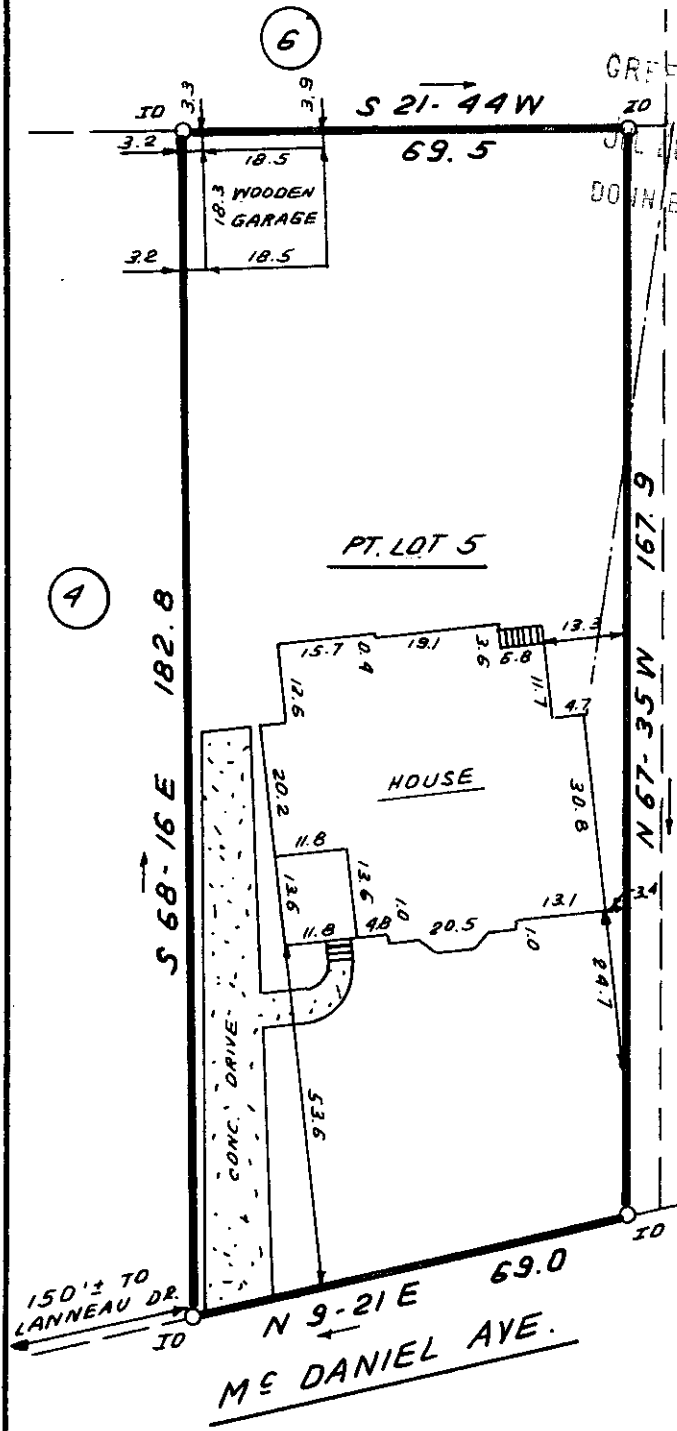 6
GREE
IO
3.3
3.9
S 21-44W
IO
69.5
3.2
18.5
18.3
WOODEN
GARAGE
DONNIE
3.2
18.5
PT. LOT 5
4
S 68-16 E 182.8
N 67-35 W 167.9
15.7
0.4
19.1
3.6
6.8
13.3
12.6
11.7
4.7
HOUSE
20.2
30.8
11.8
13.6
13.6
11.8
4.8
1.0
20.5
1.0
13.1
3.4
24.7
CONC. DRIVE
53.6
150'± TO
LANNEAU DR.
IO
N 9-21 E
69.0
IO
Mc DANIEL AVE.